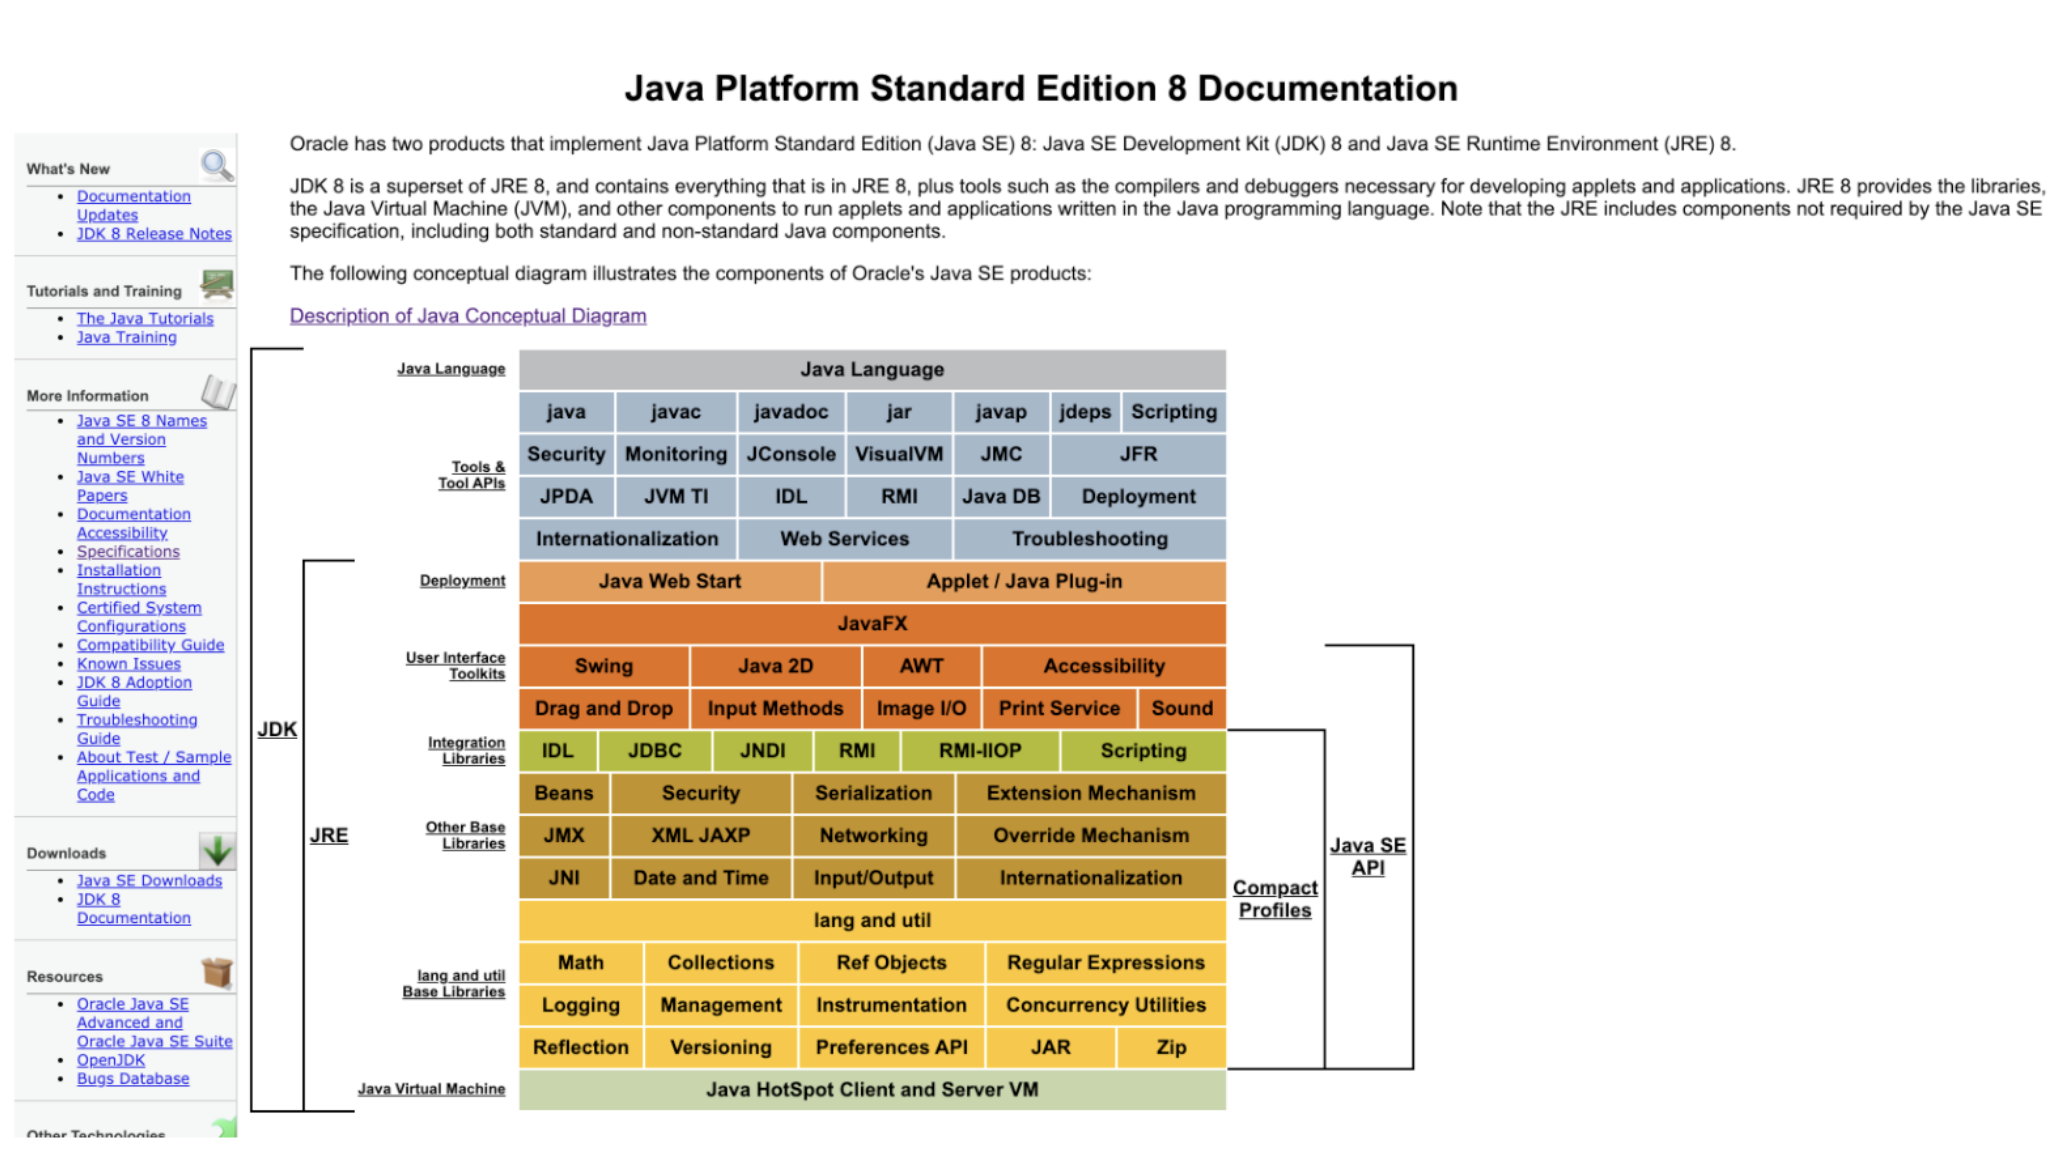 Java Platform Standard Edition 8 Documentation
What's New
Documentation
Updates
JDK 8 Release Notes
Tutorials and Training
The Java Tutorials
Java Training
More Information
Java SE 8 Names
and Version
Numbers
Java SE White
Papers
Documentation
Accessibility
Specifications
Installation
Instructions
Certified System
Configurations
Compatibility Guide
Known Issues
JDK 8 Adoption
Guide
Troubleshooting
Guide
About Test / Sample
Applications and
Code
Downloads
Java SE Downloads
JDK 8
Documentation
Resources
Oracle Java SE
Advanced and
Oracle Java SE Suite
OpenJDK
Bugs Database
Other Technologies
Oracle has two products that implement Java Platform Standard Edition (Java SE) 8: Java SE Development Kit (JDK) 8 and Java SE Runtime Environment (JRE) 8.
JDK 8 is a superset of JRE 8, and contains everything that is in JRE 8, plus tools such as the compilers and debuggers necessary for developing applets and applications. JRE 8 provides the libraries,
the Java Virtual Machine (JVM), and other components to run applets and applications written in the Java programming language. Note that the JRE includes components not required by the Java SE
specification, including both standard and non-standard Java components.
The following conceptual diagram illustrates the components of Oracle's Java SE products:
Description of Java Conceptual Diagram
JDK
JRE
Java Language
Java Language
Tools &
Tool APIs
java javac javadoc jar javap jdeps Scripting
Security Monitoring JConsole VisualVM JMC JFR
JPDA JVM TI IDL RMI Java DB Deployment
Internationalization Web Services Troubleshooting
Deployment
Java Web Start Applet / Java Plug-in
User Interface
Toolkits
JavaFX
Swing Java 2D AWT Accessibility
Drag and Drop Input Methods Image I/O Print Service Sound
Integration
Libraries
IDL JDBC JNDI RMI RMI-IIOP Scripting
Other Base
Libraries
Beans Security Serialization Extension Mechanism
JMX XML JAXP Networking Override Mechanism
JNI Date and Time Input/Output Internationalization
lang and util
Base Libraries
lang and util
Math Collections Ref Objects Regular Expressions
Logging Management Instrumentation Concurrency Utilities
Reflection Versioning Preferences API JAR Zip
Java Virtual Machine
Java HotSpot Client and Server VM
Compact
Profiles
Java SE
API